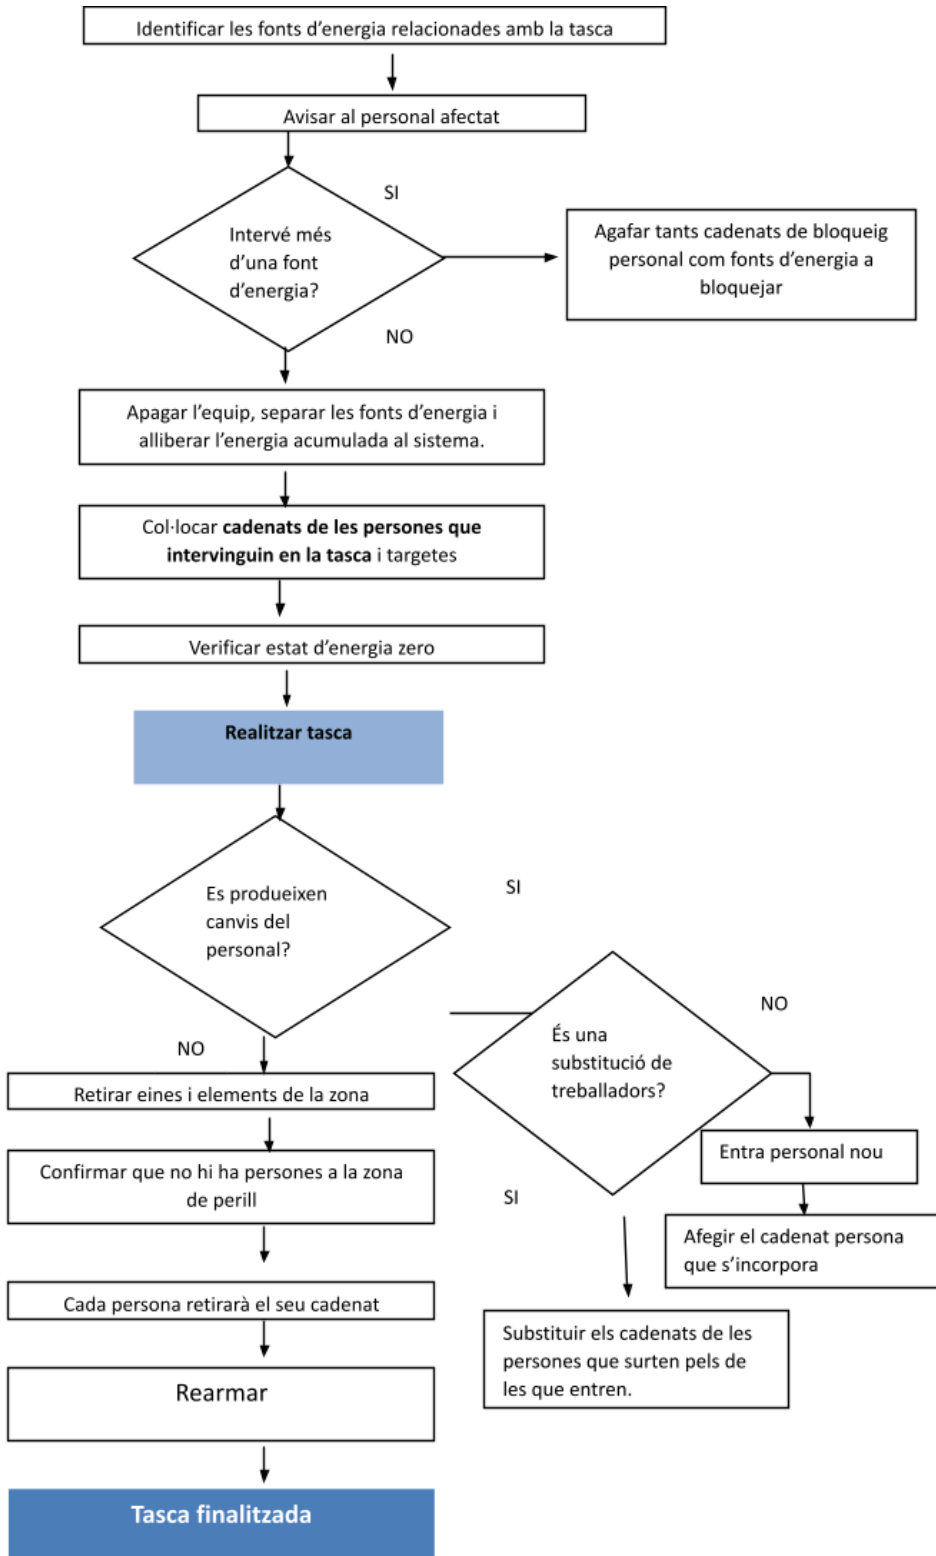 Identificar les fonts d'energia relacionades amb la tasca
Avisar al personal afectat
SI
Intervé més
d'una font
d'energia?
Agafar tants cadenats de bloqueig
personal com fonts d'energia a
bloquejar
NO
Apagar l'equip, separar les fonts d'energia i
alliberar l'energia acumulada al sistema.
Col·locar cadenats de les persones que
intervinguin en la tasca i targetes
Verificar estat d'energia zero
Realitzar tasca
Es produeixen
canvis del
personal?
SI
NO
És una
substitució de
treballadors?
NO
Retirar eines i elements de la zona
Entra personal nou
Confirmar que no hi ha persones a la zona
de perill
SI
Afegir el cadenat persona
que s'incorpora
Cada persona retirarà el seu cadenat
Substituir els cadenats de les
persones que surten pels de
les que entren.
Rearmar
Tasca finalitzada